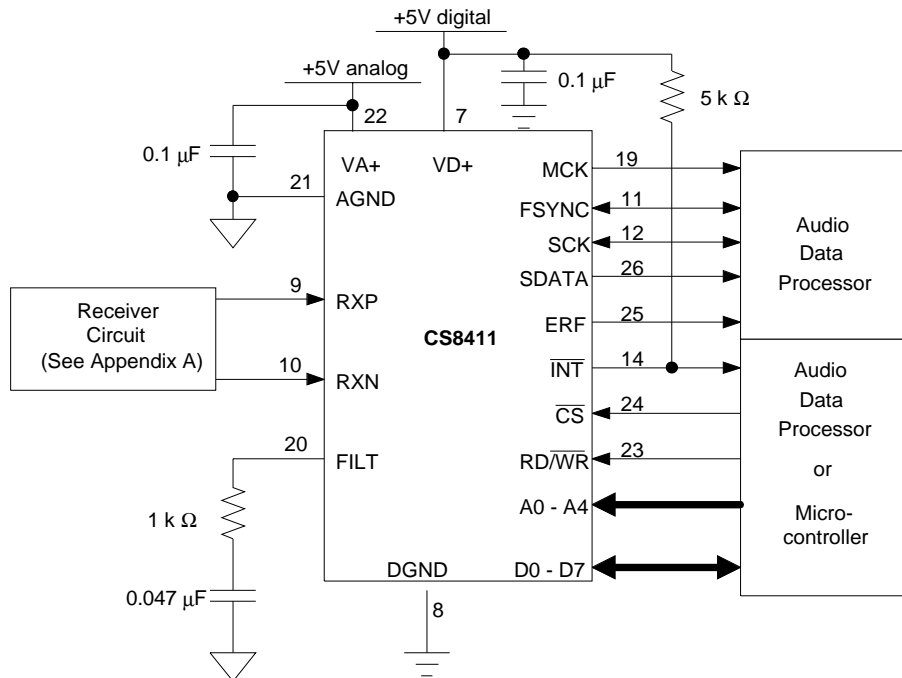 +5V digital
+5V analog
0.1 μF
5 k Ω
22
7
0.1 μF
VA+
VD+
MCK
19
21
AGND
FSYNC
11
Audio
Data
Processor
SCK
12
SDATA
26
9
RXP
Receiver
Circuit
(See Appendix A)
CS8411
ERF
25
10
RXN
INT
14
Audio
Data
Processor
or
Micro-
controller
CS
24
20
FILT
RD/WR
23
1 k Ω
A0 - A4
DGND
D0 - D7
0.047 μF
8